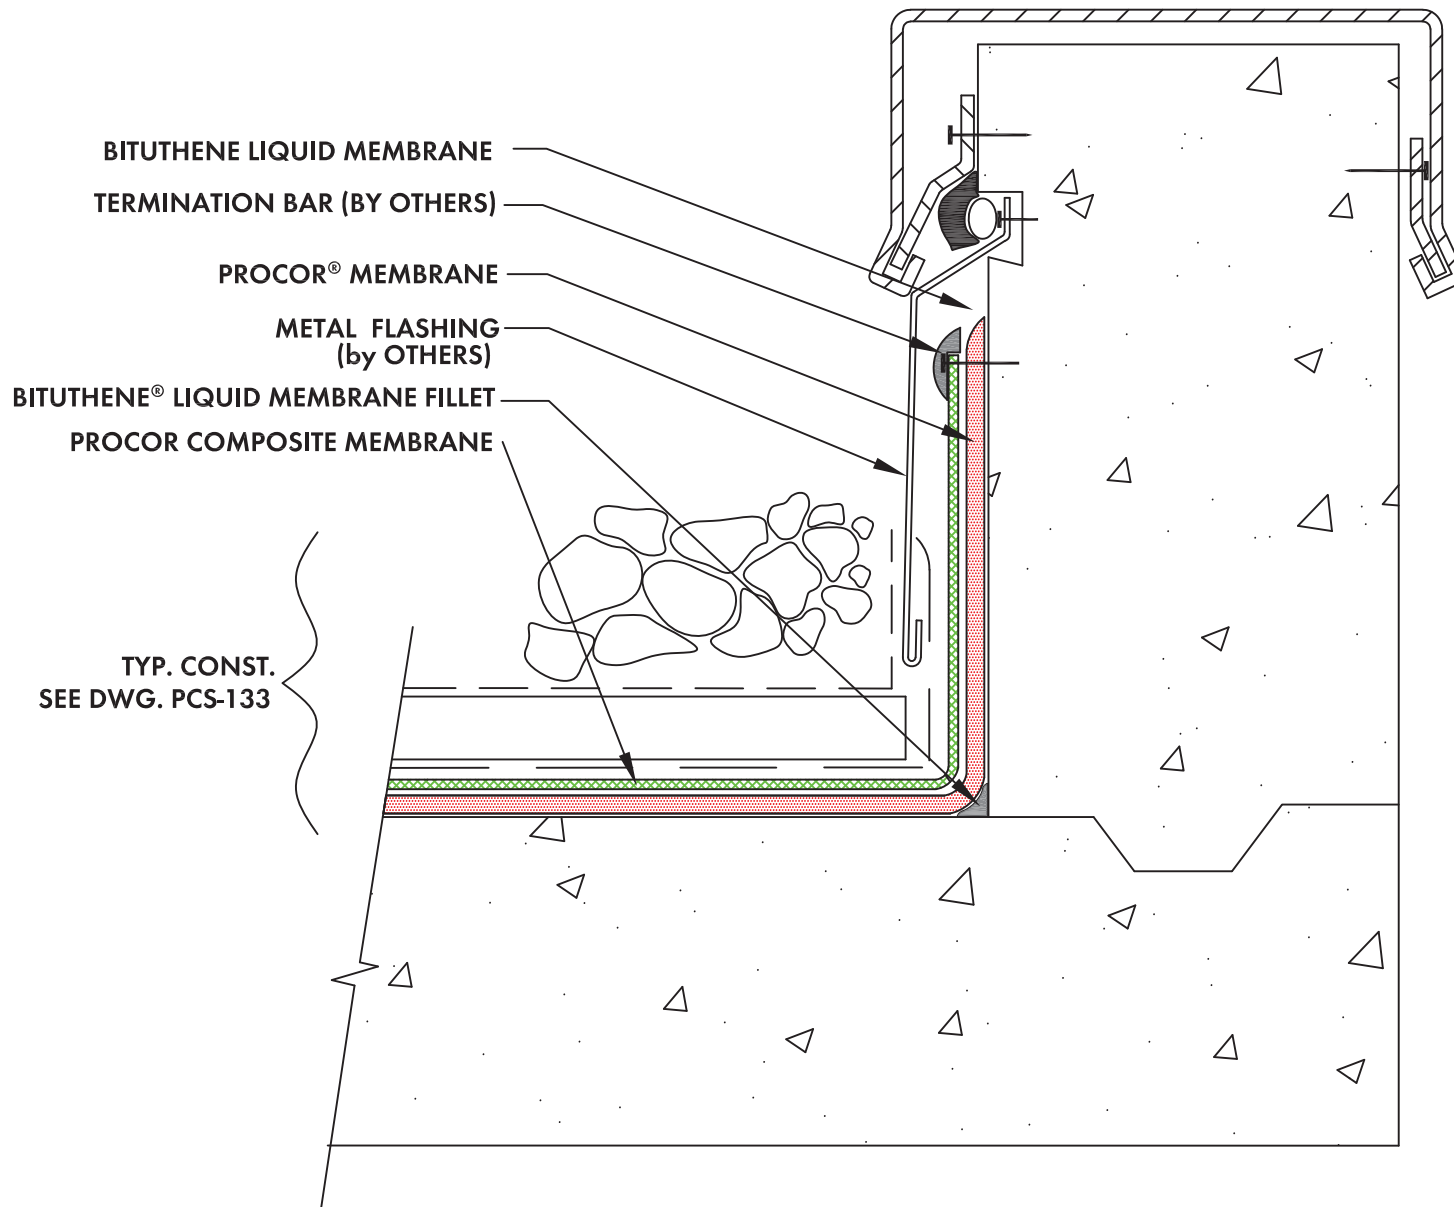 BITUTHENE LIQUID MEMBRANE
TERMINATION BAR (BY OTHERS)
PROCOR® MEMBRANE
METAL FLASHING
(by OTHERS)
BITUTHENE® LIQUID MEMBRANE FILLET
PROCOR COMPOSITE MEMBRANE
TYP. CONST.
SEE DWG. PCS-133